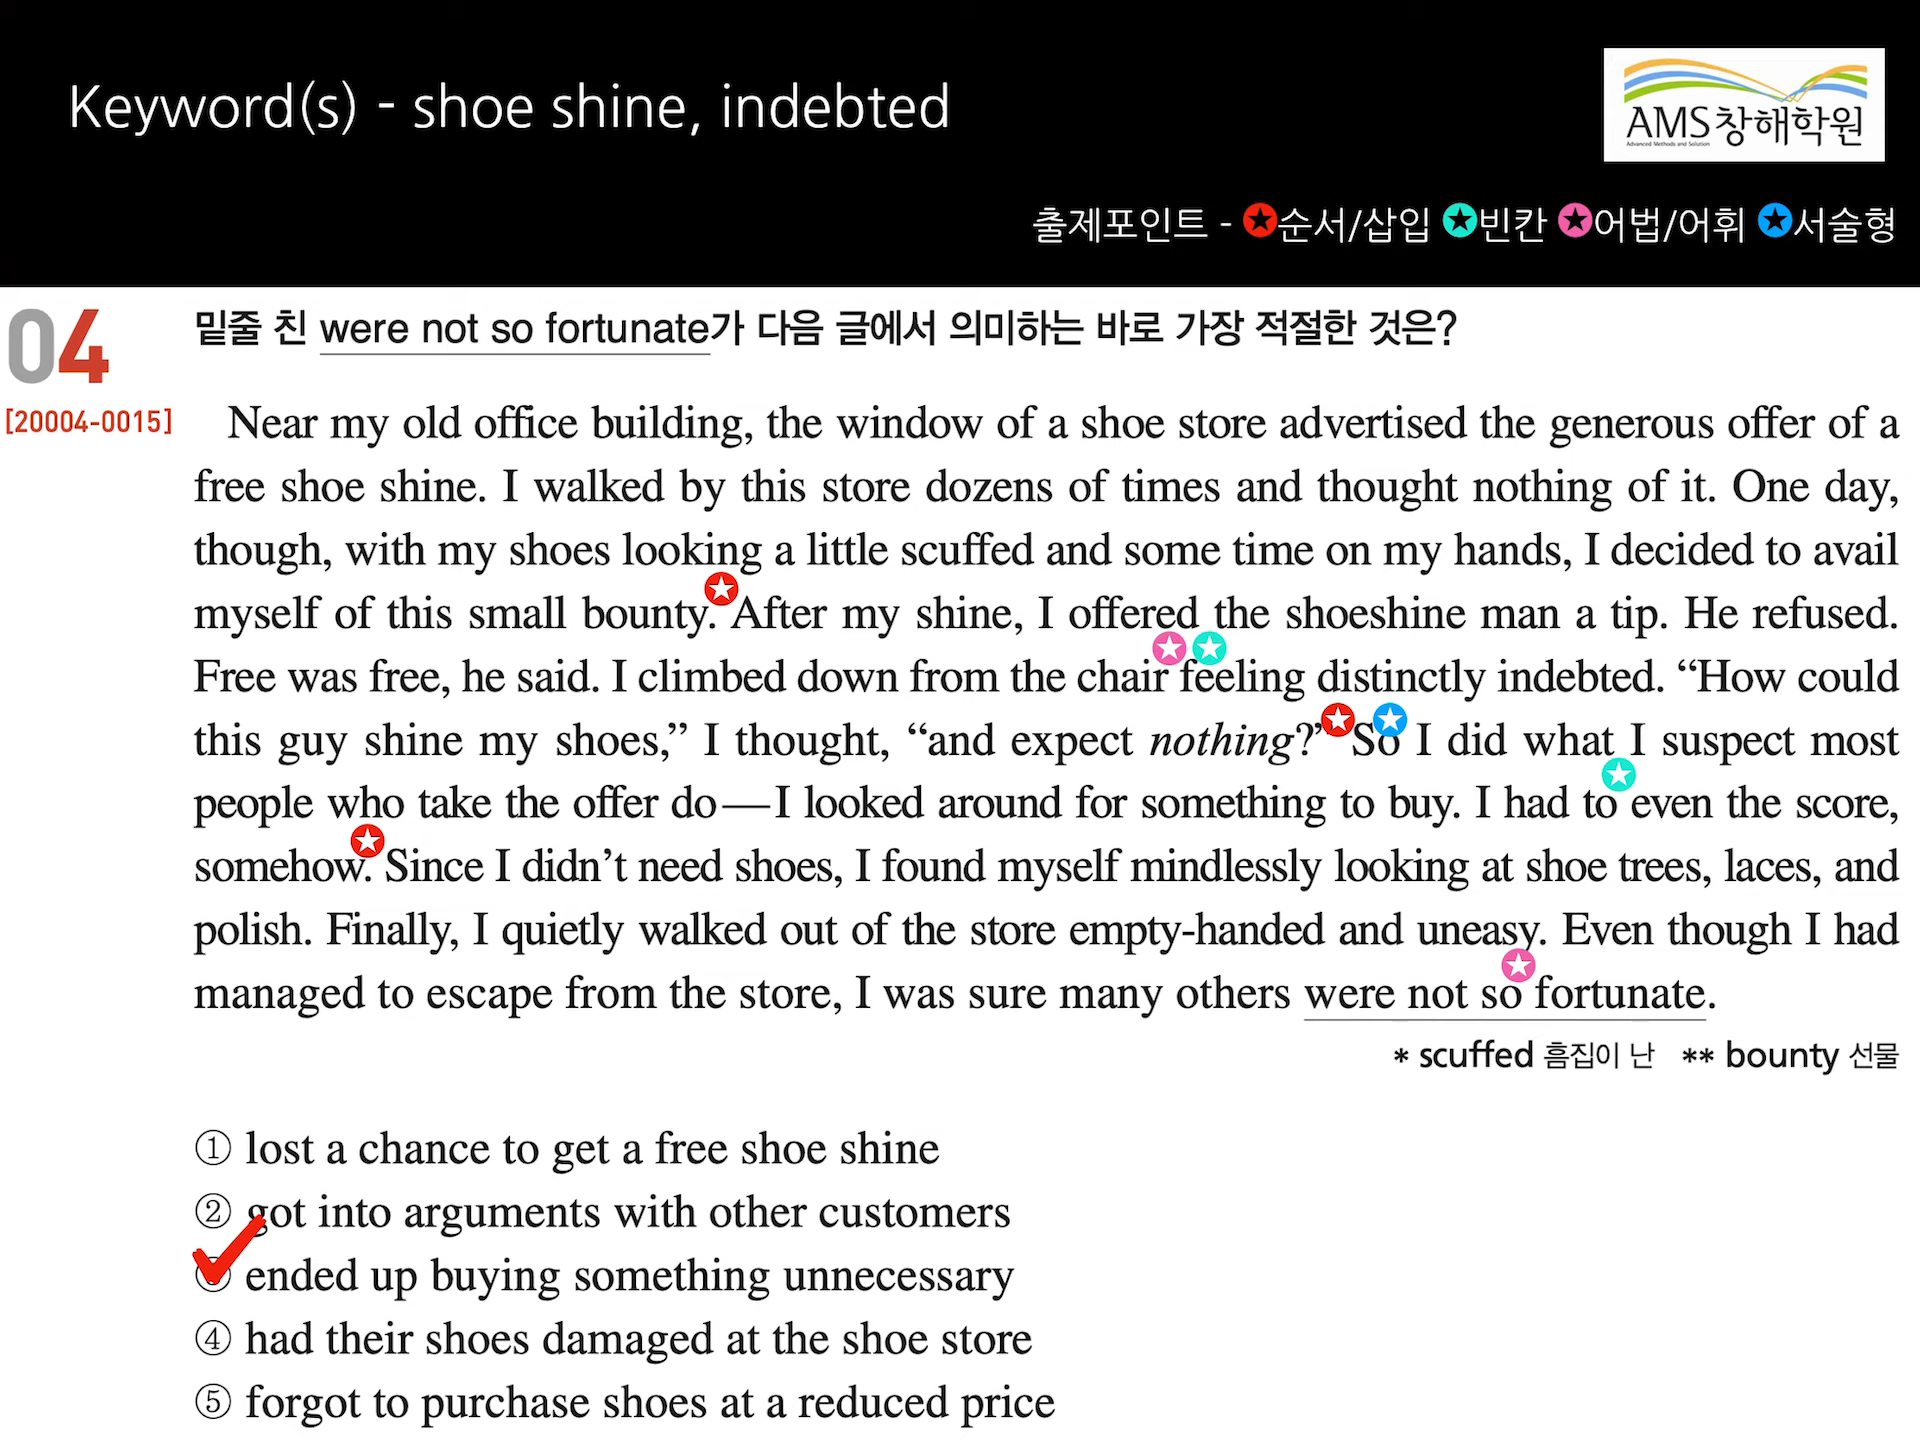 Keyword(s) - shoe shine, indebted
AMS창해학원
Advanced Methods and Solution
출제포인트 - 순서/삽입 빈칸 어법/어휘 서술형
04
[20004-0015]
밑줄 친 were not so fortunate가 다음 글에서 의미하는 바로 가장 적절한 것은?
Near my old office building, the window of a shoe store advertised the generous offer of a
free shoe shine. I walked by this store dozens of times and thought nothing of it. One day,
though, with my shoes looking a little scuffed and some time on my hands, I decided to avail
myself of this small bounty. After my shine, I offered the shoeshine man a tip. He refused.
Free was free, he said. I climbed down from the chair feeling distinctly indebted. “How could
this guy shine my shoes,” I thought, “and expect nothing?” So I did what I suspect most
people who take the offer do—I looked around for something to buy. I had to even the score,
somehow. Since I didn’t need shoes, I found myself mindlessly looking at shoe trees, laces, and
polish. Finally, I quietly walked out of the store empty-handed and uneasy. Even though I had
managed to escape from the store, I was sure many others were not so fortunate.
* scuffed 흠집이 난 ** bounty 선물
① lost a chance to get a free shoe shine
② got into arguments with other customers
③ ended up buying something unnecessary
④ had their shoes damaged at the shoe store
⑤ forgot to purchase shoes at a reduced price